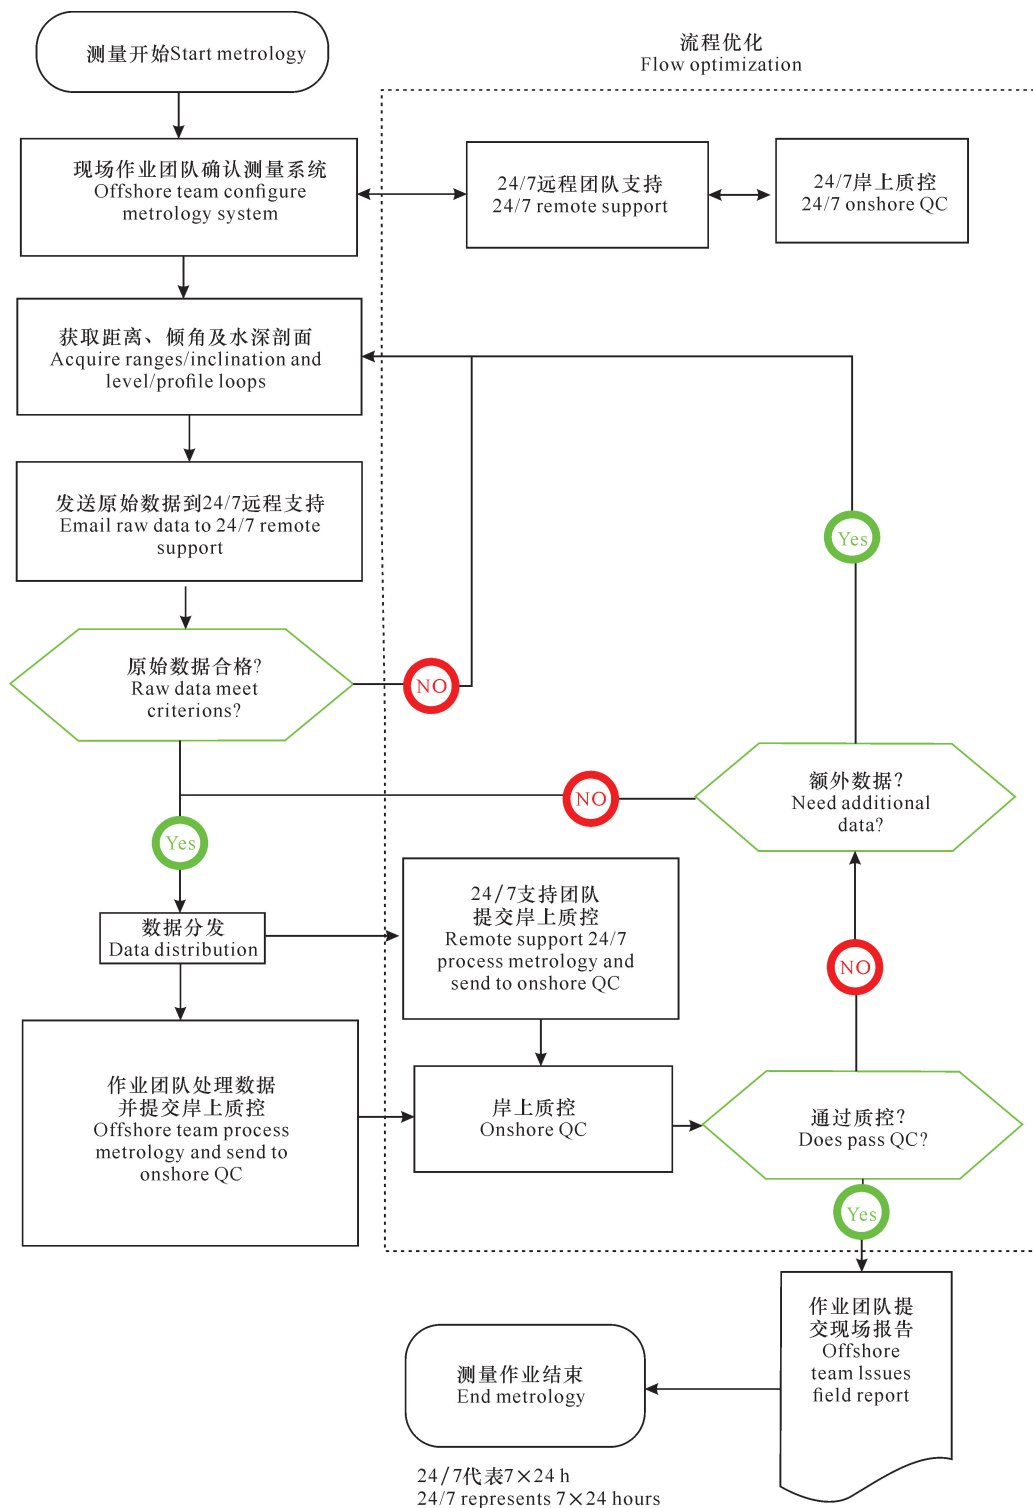 测量开始Start metrology
流程优化
Flow optimization
现场作业团队确认测量系统
Offshore team configure
metrology system
24/7远程团队支持
24/7 remote support
24/7岸上质控
24/7 onshore QC
获取距离、倾角及水深剖面
Acquire ranges/inclination and
level/profile loops
发送原始数据到24/7远程支持
Email raw data to 24/7 remote
support
Yes
原始数据合格?
Raw data meet
criterions?
NO
额外数据?
Need additional
data?
NO
Yes
24/7支持团队
提交岸上质控
Remote support 24/7
process metrology and
send to onshore QC
数据分发
Data distribution
NO
作业团队处理数据
并提交岸上质控
Offshore team process
metrology and send to
onshore QC
岸上质控
Onshore QC
通过质控?
Does pass QC?
Yes
作业团队提
交现场报告
Offshore
team lssues
field report
测量作业结束
End metrology
24/7代表7×24 h
24/7 represents 7×24 hours